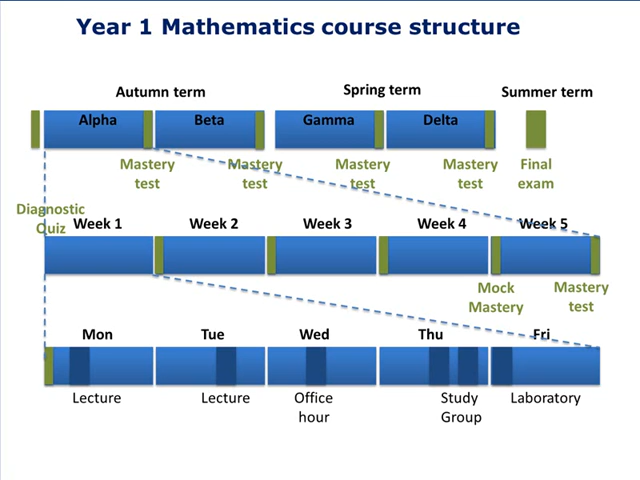 Year 1 Mathematics course structure
Autumn term
Spring term
Summer term
Alpha
Beta
Gamma
Delta
Mastery
test
Mastery
test
Mastery
test
Mastery
test
Final
exam
Diagnostic
Quiz
Week 1
Week 2
Week 3
Week 4
Week 5
Mock
Mastery
Mastery
test
Mon
Tue
Wed
Thu
Fri
Lecture
Lecture
Office
hour
Study
Group
Laboratory